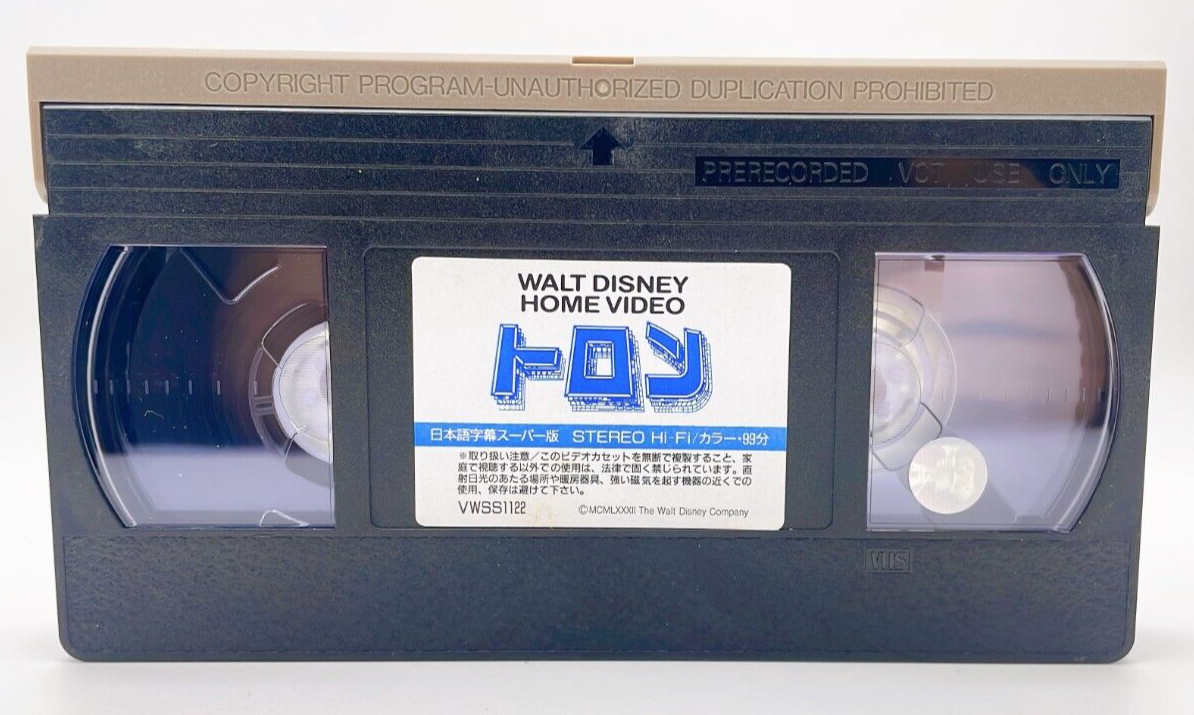 COPYRIGHT PROGRAM-UNAUTHORIZED DUPLICATION PROHIBITED
PRERECORDED VCT USE ONLY
WALT DISNEY
HOME VIDEO
トロン
日本語字幕スーパー版 STEREO Hi-Fi/カラー・99分
※取り扱い注意／このビデオカセットを無断で複製すること、家
庭で視聴する以外での使用は、法律で固く禁じられています。直
射日光のあたる場所や暖房器具、強い磁気を起す機器の近くでの
使用、保存は避けて下さい。
VWSS1122 ©MCMLXXXII The Walt Disney Company
VHS